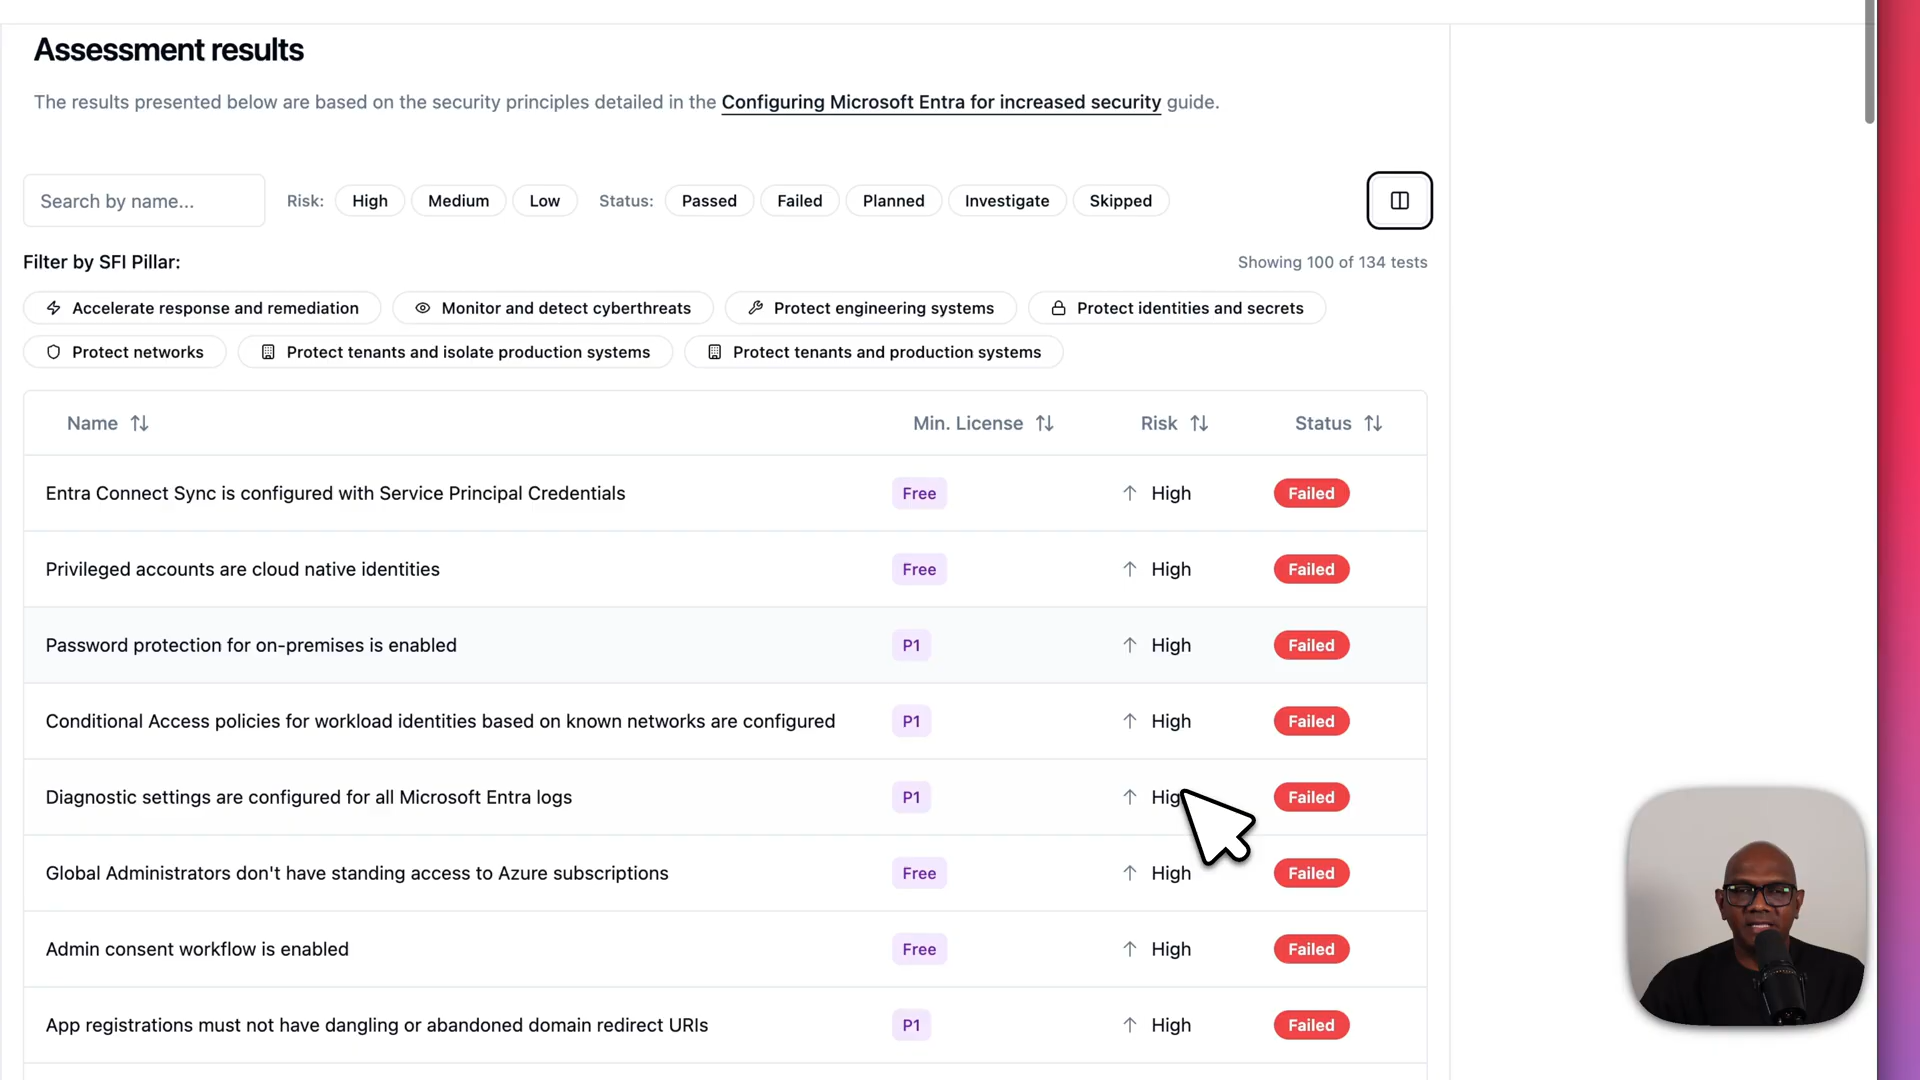 Assessment results
The results presented below are based on the security principles detailed in the Configuring Microsoft Entra for increased security guide.
Search by name... Risk: High Medium Low Status: Passed Failed Planned Investigate Skipped
Filter by SFI Pillar: Showing 100 of 134 tests
Accelerate response and remediation Monitor and detect cyberthreats Protect engineering systems Protect identities and secrets
Protect networks Protect tenants and isolate production systems Protect tenants and production systems
Name Min. License Risk Status
Entra Connect Sync is configured with Service Principal Credentials Free High Failed
Privileged accounts are cloud native identities Free High Failed
Password protection for on-premises is enabled P1 High Failed
Conditional Access policies for workload identities based on known networks are configured P1 High Failed
Diagnostic settings are configured for all Microsoft Entra logs P1 Hig Failed
Global Administrators don't have standing access to Azure subscriptions Free High Failed
Admin consent workflow is enabled Free High Failed
App registrations must not have dangling or abandoned domain redirect URIs P1 High Failed